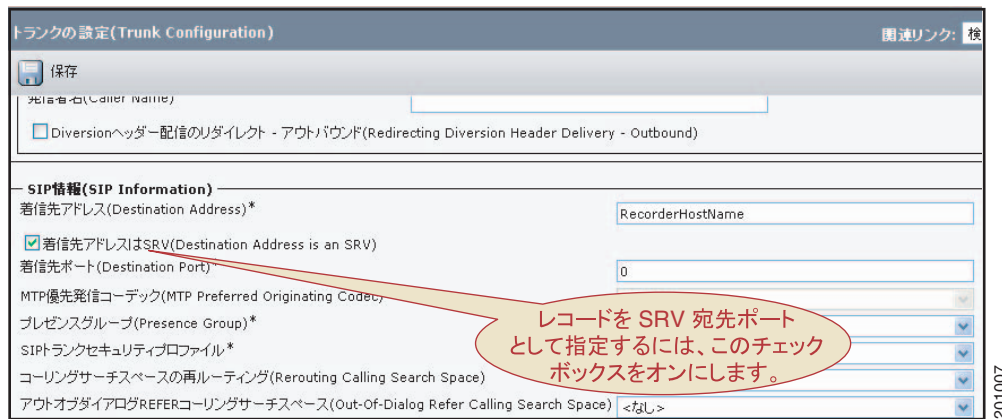 トランクの設定(Trunk Configuration)
関連リンク: 検
保存
発信者名(Caller Name)
Diversionヘッダー配信のリダイレクト - アウトバウンド(Redirecting Diversion Header Delivery - Outbound)
SIP情報(SIP Information)
着信先アドレス(Destination Address)*
RecorderHostName
着信先アドレスはSRV(Destination Address is an SRV)
着信先ポート(Destination Port)*
0
MTP優先発信コーデック(MTP Preferred Originating Codec)
プレゼンスグループ(Presence Group)*
SIPトランクセキュリティプロファイル*
コーリングサーチスペースの再ルーティング(Rerouting Calling Search Space)
アウトオブダイアログREFERコーリングサーチスペース(Out-Of-Dialog Refer Calling Search Space)
<なし>
レコードを SRV 宛先ポート
として指定するには、このチェック
ボックスをオンにします。